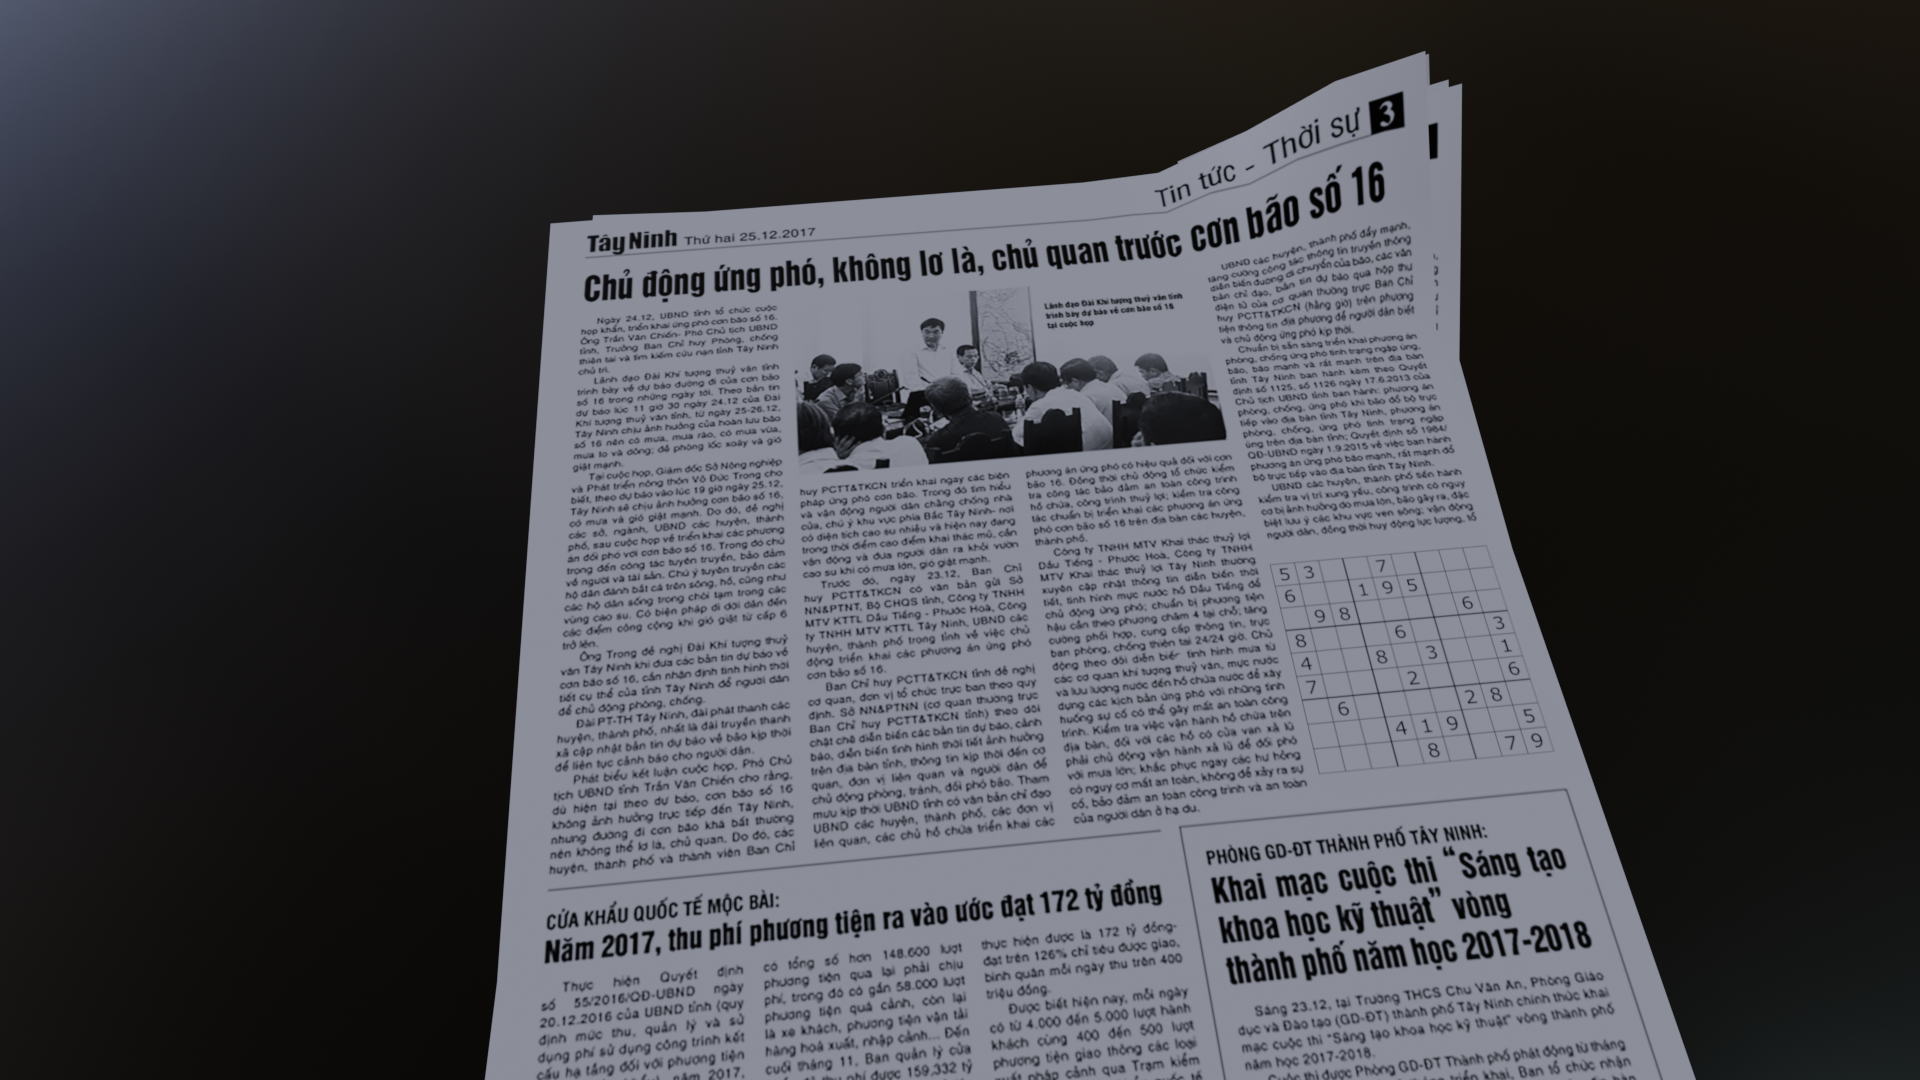 Tin tức - Thời sự 3
Tây Ninh Thứ hai 25.12.2017
Chủ động ứng phó, không lơ là, chủ quan trước cơn bão số 16
Ngày 24.12, UBND tỉnh tổ chức cuộc
họp khẩn, triển khai ứng phó cơn bão số 16.
Ông Trần Văn Chiến- Phó Chủ tịch UBND
tỉnh, Trưởng Ban Chỉ huy Phòng, chống
thiên tai và tìm kiếm cứu nạn tỉnh Tây Ninh
chủ trì.
Lãnh đạo Đài Khí tượng thuỷ văn tỉnh
trình bày về dự báo đường đi của cơn bão
số 16 trong những ngày tới. Theo bản tin
dự báo lúc 11 giờ 30 ngày 24.12 của Đài
Khí tượng thuỷ văn tỉnh, từ ngày 25-26.12,
Tây Ninh chịu ảnh hưởng của hoàn lưu bão
số 16 nên có mưa, mưa rào, có mưa vừa,
mưa to và dông; đề phòng lốc xoáy và gió
giật mạnh.
Tại cuộc họp, Giám đốc Sở Nông nghiệp
và Phát triển nông thôn Võ Đức Trong cho
biết, theo dự báo vào lúc 19 giờ ngày 25.12,
Tây Ninh sẽ chịu ảnh hưởng cơn bão số 16,
có mưa và gió giật mạnh. Do đó, đề nghị
các sở, ngành, UBND các huyện, thành
phố, sau cuộc họp về triển khai các phương
án đối phó với cơn bão số 16. Trong đó chú
trọng đến công tác tuyên truyền, bảo đảm
về người và tài sản. Chú ý tuyên truyền các
hộ dân đánh bắt cá trên sông, hồ, cũng như
các hộ dân sống trong chòi tạm trong các
vùng cao su. Có biện pháp di dời dân đến
các điểm công cộng khi gió giật từ cấp 6
trở lên.
Ông Trong đề nghị Đài Khí tượng thuỷ
văn Tây Ninh khi đưa các bản tin dự báo về
cơn bão số 16, cần nhận định tình hình thời
tiết cụ thể của tỉnh Tây Ninh để người dân
để chủ động phòng, chống.
Đài PT-TH Tây Ninh, đài phát thanh các
huyện, thành phố, nhất là đài truyền thanh
xã cập nhật bản tin dự báo về bão kịp thời
để liên tục cảnh báo cho người dân.
Phát biểu kết luận cuộc họp, Phó Chủ
tịch UBND tỉnh Trần Văn Chiến cho rằng,
dù hiện tại theo dự báo, cơn bão số 16
không ảnh hưởng trực tiếp đến Tây Ninh,
nhưng đường đi cơn bão khá bất thường
nên không thể lơ là, chủ quan. Do đó, các
huyện, thành phố và thành viên Ban Chỉ
Lãnh đạo Đài Khí tượng thuỷ văn tỉnh
trình bày dự báo về cơn bão số 16
tại cuộc họp
huy PCTT&TKCN triển khai ngay các biện
pháp ứng phó cơn bão. Trong đó tìm hiểu
và vận động người dân chằng chống nhà
cửa, chú ý khu vực phía Bắc Tây Ninh- nơi
có diện tích cao su nhiều và hiện nay đang
trong thời điểm cao điểm khai thác mủ, cần
vận động và đưa người dân ra khỏi vườn
cao su khi có mưa lớn, gió giật mạnh.
Trước đó, ngày 23.12, Ban Chỉ
huy PCTT&TKCN có văn bản gửi Sở
NN&PTNT, Bộ CHQS tỉnh, Công ty TNHH
MTV KTTL Dầu Tiếng - Phước Hoà, Công
ty TNHH MTV KTTL Tây Ninh, UBND các
huyện, thành phố trong tỉnh về việc chủ
động triển khai các phương án ứng phó
cơn bão số 16.
Ban Chỉ huy PCTT&TKCN tỉnh đề nghị
cơ quan, đơn vị tổ chức trực ban theo quy
định. Sở NN&PTNN (cơ quan thường trực
Ban Chỉ huy PCTT&TKCN tỉnh) theo dõi
chặt chẽ diễn biến các bản tin dự báo, cảnh
báo, diễn biến tình hình thời tiết ảnh hưởng
trên địa bàn tỉnh, thông tin kịp thời đến cơ
quan, đơn vị liên quan và người dân để
chủ động phòng, tránh, đối phó bão. Tham
mưu kịp thời UBND tỉnh có văn bản chỉ đạo
UBND các huyện, thành phố, các đơn vị
liên quan, các chủ hồ chứa triển khai các
phương án ứng phó có hiệu quả đối với cơn
bão 16. Đồng thời chủ động tổ chức kiểm
tra công tác bảo đảm an toàn công trình
hồ chứa, công trình thuỷ lợi; kiểm tra công
tác chuẩn bị triển khai các phương án ứng
phó cơn bão số 16 trên địa bàn các huyện,
thành phố.
Công ty TNHH MTV Khai thác thuỷ lợi
Dầu Tiếng - Phước Hoà, Công ty TNHH
MTV Khai thác thuỷ lợi Tây Ninh thường
xuyên cập nhật thông tin diễn biến thời
tiết, tình hình mực nước hồ Dầu Tiếng để
chủ động ứng phó; chuẩn bị phương tiện
hậu cần theo phương châm 4 tại chỗ; tăng
cường phối hợp, cung cấp thông tin, trực
ban phòng, chống thiên tai 24/24 giờ. Chủ
động theo dõi diễn biến tình hình mưa từ
các cơ quan khí tượng thuỷ văn, mực nước
và lưu lượng nước đến hồ chứa nước để xây
dựng các kịch bản ứng phó với những tình
huống sự cố có thể gây mất an toàn công
trình. Kiểm tra việc vận hành hồ chứa trên
địa bàn, đối với các hồ có cửa van xả lũ
phải chủ động vận hành xả lũ để đối phó
với mưa lớn; khắc phục ngay các hư hỏng
có nguy cơ mất an toàn, không để xảy ra sự
cố, bảo đảm an toàn công trình và an toàn
của người dân ở hạ du.
UBND các huyện, thành phố đẩy mạnh,
tăng cường công tác thông tin truyền thông
diễn biến đường di chuyển của bão, các văn
bản chỉ đạo, bản tin dự báo qua hộp thư
điện tử của cơ quan thường trực Ban Chỉ
huy PCTT&TKCN (hằng giờ) trên phương
tiện thông tin địa phương để người dân biết
và chủ động ứng phó kịp thời.
Chuẩn bị sẵn sàng triển khai phương án
phòng, chống ứng phó tình trạng ngập úng,
bão, bão mạnh và rất mạnh trên địa bàn
tỉnh Tây Ninh ban hành kèm theo Quyết
định số 1125, số 1126 ngày 17.6.2013 của
Chủ tịch UBND tỉnh ban hành: phương án
phòng, chống, ứng phó khi bão đổ bộ trực
tiếp vào địa bàn tỉnh Tây Ninh, phương án
phòng, chống, ứng phó tình trạng ngập
úng trên địa bàn tỉnh; Quyết định số 1984/
QĐ-UBND ngày 1.9.2015 về việc ban hành
phương án ứng phó bão mạnh, rất mạnh đổ
bộ trực tiếp vào địa bàn tỉnh Tây Ninh.
UBND các huyện, thành phố tiến hành
kiểm tra vị trí xung yếu, công trình có nguy
cơ bị ảnh hưởng do mưa lớn, bão gây ra, đặc
biệt lưu ý các khu vực ven sông; vận động
người dân, đồng thời huy động lực lượng, tổ
5 3 7
6 1 9 5
9 8 6
8 6 3
4 8 3 1
7 2 6
6 2 8
4 1 9 5
8 7 9
CỬA KHẨU QUỐC TẾ MỘC BÀI:
Năm 2017, thu phí phương tiện ra vào ước đạt 172 tỷ đồng
Thực hiện Quyết định
số 55/2016/QĐ-UBND ngày
20.12.2016 của UBND tỉnh (quy
định mức thu, quản lý và sử
dụng phí sử dụng công trình kết
cấu hạ tầng đối với phương tiện
năm 2017,
có tổng số hơn 148.600 lượt
phương tiện qua lại phải chịu
phí, trong đó có gần 58.000 lượt
phương tiện quá cảnh, còn lại
là xe khách, phương tiện vận tải
hàng hoá xuất, nhập cảnh... Đến
cuối tháng 11, Ban quản lý cửa
thu phí được 159,332 tỷ
thực hiện được là 172 tỷ đồng-
đạt trên 126% chỉ tiêu được giao,
bình quân mỗi ngày thu trên 400
triệu đồng.
Được biết hiện nay, mỗi ngày
có từ 4.000 đến 5.000 lượt hành
khách cùng 400 đến 500 lượt
phương tiện giao thông các loại
xuất nhập cảnh qua Trạm kiểm
PHÒNG GD-ĐT THÀNH PHỐ TÂY NINH:
Khai mạc cuộc thi “Sáng tạo
khoa học kỹ thuật” vòng
thành phố năm học 2017-2018
Sáng 23.12, tại Trường THCS Chu Văn An, Phòng Giáo
dục và Đào tạo (GD-ĐT) thành phố Tây Ninh chính thức khai
mạc cuộc thi “Sáng tạo khoa học kỹ thuật” vòng thành phố
năm học 2017-2018.
Cuộc thi được Phòng GD-ĐT Thành phố phát động từ tháng
triển khai, Ban tổ chức nhận